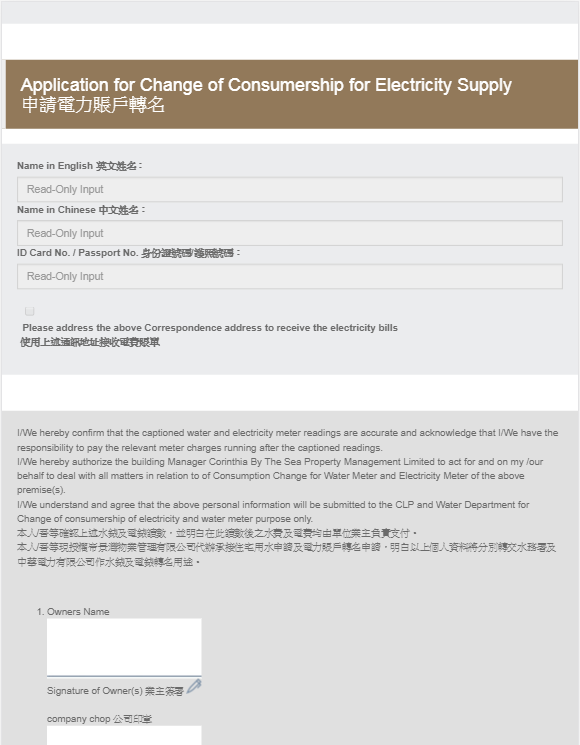 Application for Change of Consumership for Electricity Supply
申請電力賬戶轉名
Name in English 英文姓名：
Read-Only Input
Name in Chinese 中文姓名：
Read-Only Input
ID Card No. / Passport No. 身份證號碼/護照號碼：
Read-Only Input
Please address the above Correspondence address to receive the electricity bills
使用上述通訊地址接收電費賬單
I/We hereby confirm that the captioned water and electricity meter readings are accurate and acknowledge that I/We have the
responsibility to pay the relevant meter charges running after the captioned readings.
I/We hereby authorize the building Manager Corinthia By The Sea Property Management Limited to act for and on my /our
behalf to deal with all matters in relation to of Consumption Change for Water Meter and Electricity Meter of the above
premise(s).
I/We understand and agree that the above personal information will be submitted to the CLP and Water Department for
Change of consumership of electricity and water meter purpose only.
本人/吾等確認上述水錶及電錶讀數，並明白在此讀數後之水費及電費均由單位業主負責支付。
本人/吾等現授權帝景灣物業管理有限公司代辦承接住宅用水申請及電力賬戶轉名申請，明白以上個人資料將分別轉交水務署及
中華電力有限公司作水錶及電錶轉名用途。
1. Owners Name
Signature of Owner(s) 業主簽署
company chop 公司印章